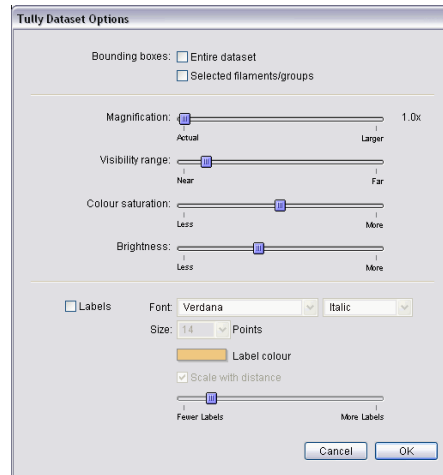 Tully Dataset Options
Bounding boxes: Entire dataset
Selected filaments/groups
Magnification: 1.0x
Actual Larger
Visibility range:
Near Far
Colour saturation:
Less More
Brightness:
Less More
Labels Font: Verdana Italic
Size: 14 Points
Label colour
Scale with distance
Fewer Labels More Labels
Cancel OK